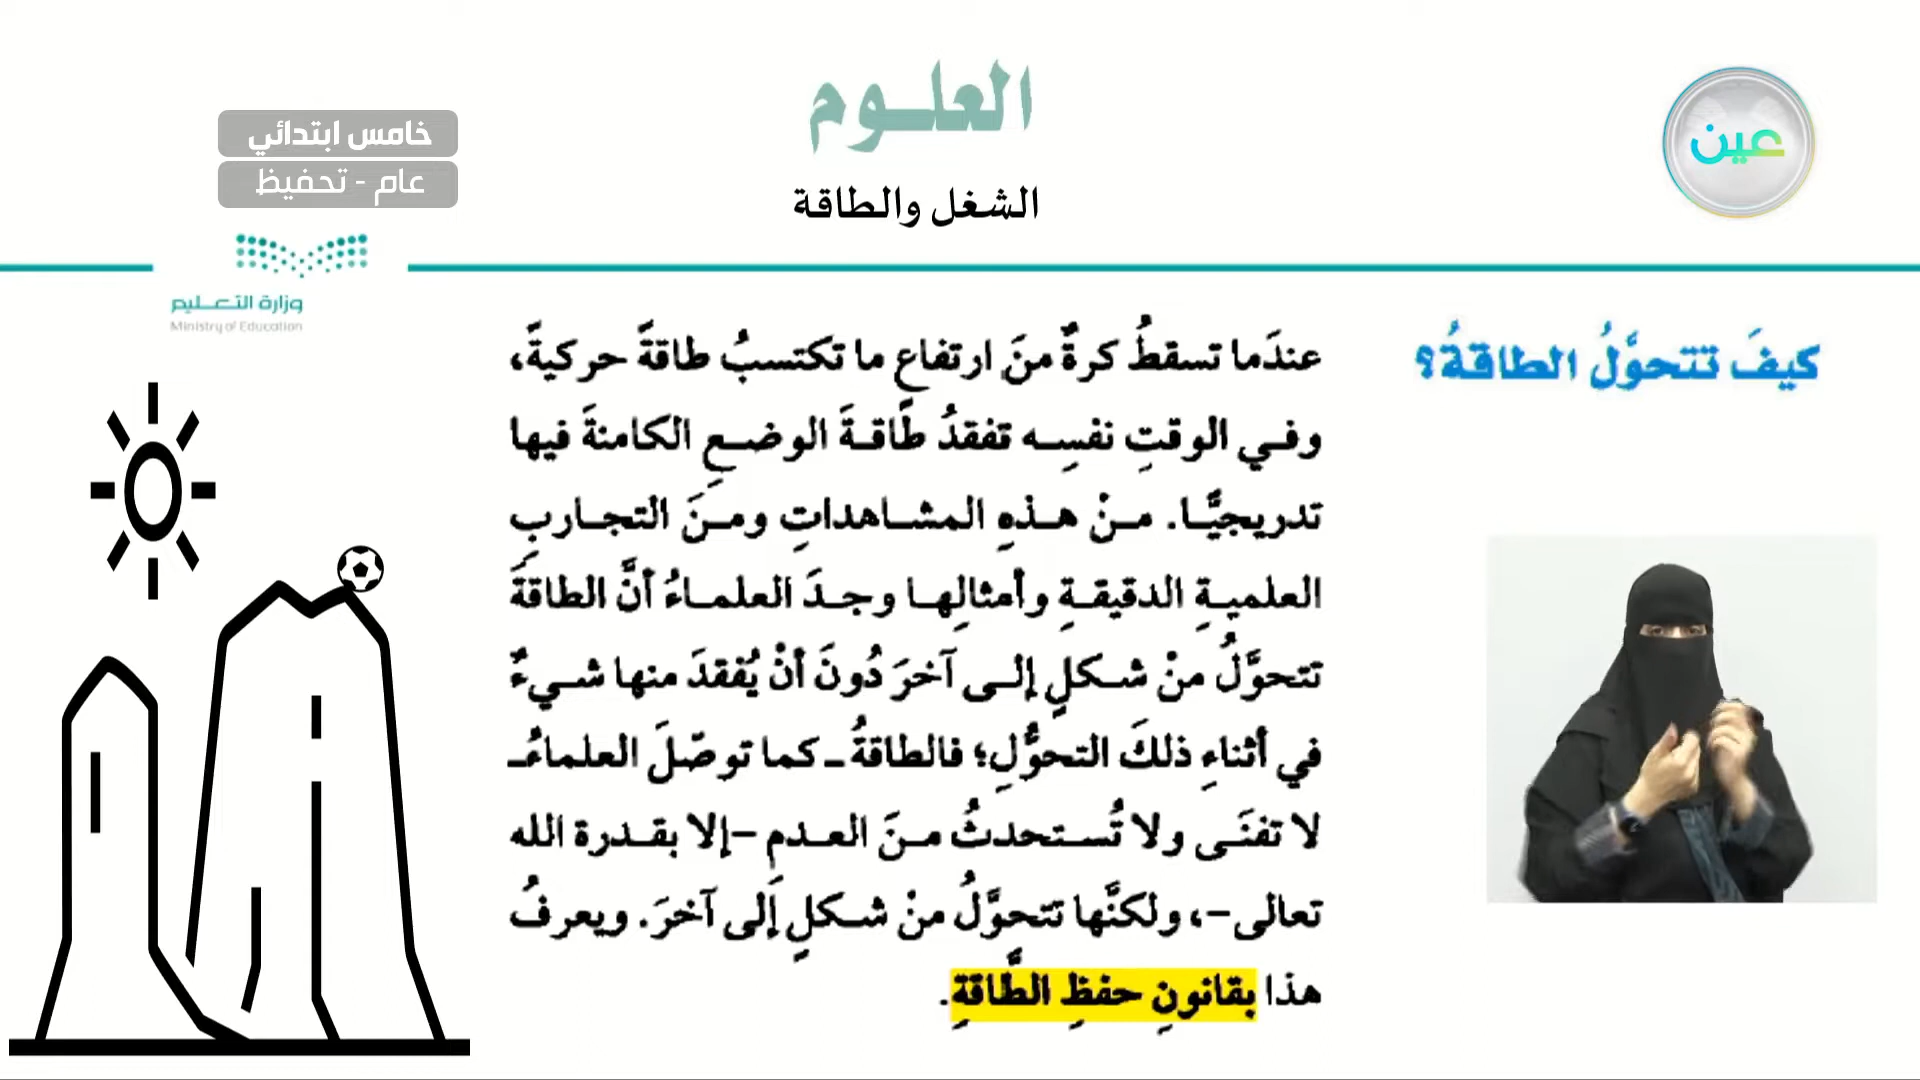 العلوم
الشغل والطاقة
عين
خامس ابتدائي
عام - تحفيظ
وزارة التعليم
Ministry of Education
كيفَ تتحوَّلُ الطاقةُ؟
عندَما تسقطُ كرةٌ منَ ارتفاعٍ ما تكتسبُ طاقةً حركيةً،
وفي الوقتِ نفسِه تفقدُ طاقةَ الوضعِ الكامنةَ فيها
تدريجيًّا. منْ هذهِ المشاهداتِ ومنَ التجاربِ
العلميةِ الدقيقةِ وأمثالِها وجدَ العلماءُ أنَّ الطاقةَ
تتحوَّلُ منْ شكلٍ إلى آخرَ دُونَ أنْ يُفقدَ منها شيءٌ
في أثناءِ ذلكَ التحوُّلِ؛ فالطاقةُ ـ كما توصّلَ العلماءُـ
لا تفنَى ولا تُستحدثُ منَ العدمِ –إلا بقدرة الله
تعالى–، ولكنَّها تتحوَّلُ منْ شكلٍ إلى آخرَ. ويعرفُ
هذا بقانونِ حفظِ الطَّاقةِ.